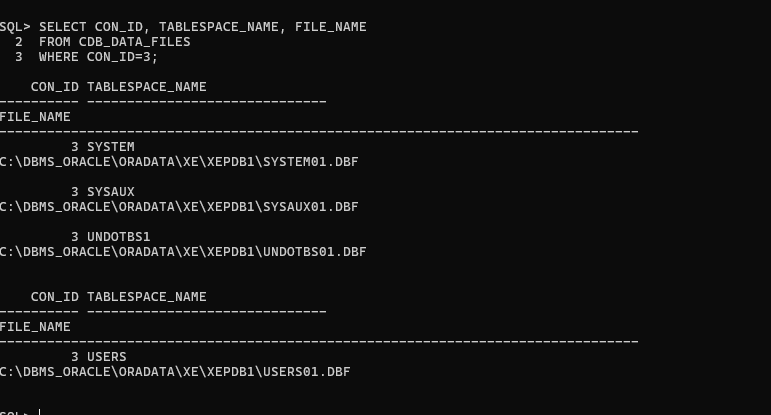 SQL> SELECT CON_ID, TABLESPACE_NAME, FILE_NAME
  2  FROM CDB_DATA_FILES
  3  WHERE CON_ID=3;

    CON_ID TABLESPACE_NAME
---------- ------------------------------
FILE_NAME
--------------------------------------------------------------------------------
         3 SYSTEM
C:\DBMS_ORACLE\ORADATA\XE\XEPDB1\SYSTEM01.DBF

         3 SYSAUX
C:\DBMS_ORACLE\ORADATA\XE\XEPDB1\SYSAUX01.DBF

         3 UNDOTBS1
C:\DBMS_ORACLE\ORADATA\XE\XEPDB1\UNDOTBS01.DBF


    CON_ID TABLESPACE_NAME
---------- ------------------------------
FILE_NAME
--------------------------------------------------------------------------------
         3 USERS
C:\DBMS_ORACLE\ORADATA\XE\XEPDB1\USERS01.DBF

SQL>